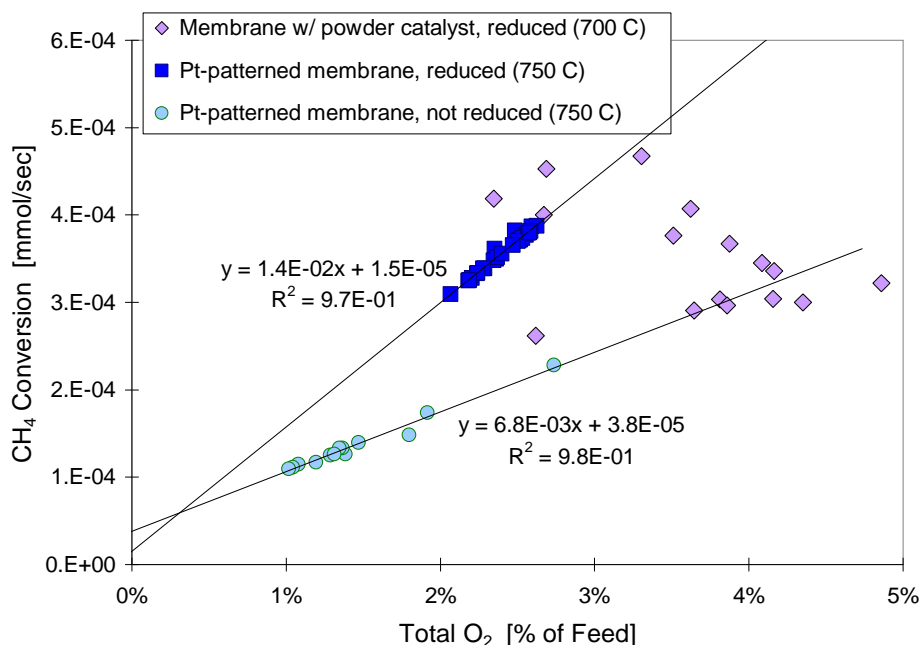 Membrane w/ powder catalyst, reduced (700 C)
Pt-patterned membrane, reduced (750 C)
Pt-patterned membrane, not reduced (750 C)
6.E-04
5.E-04
4.E-04
3.E-04
2.E-04
1.E-04
0.E+00
CH4 Conversion [mmol/sec]
y = 1.4E-02x + 1.5E-05
R2 = 9.7E-01
y = 6.8E-03x + 3.8E-05
R2 = 9.8E-01
0% 1% 2% 3% 4% 5%
Total O2 [% of Feed]